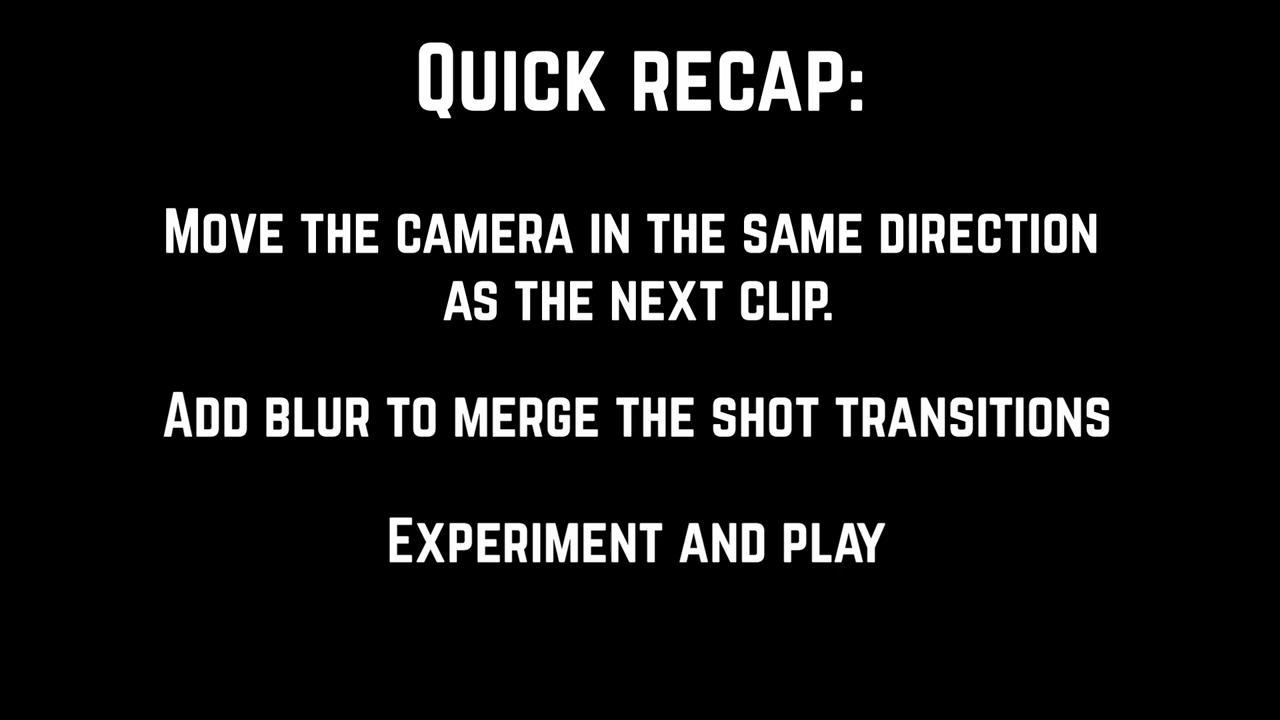 Quick recap:
Move the camera in the same direction
as the next clip.
Add blur to merge the shot transitions
Experiment and play